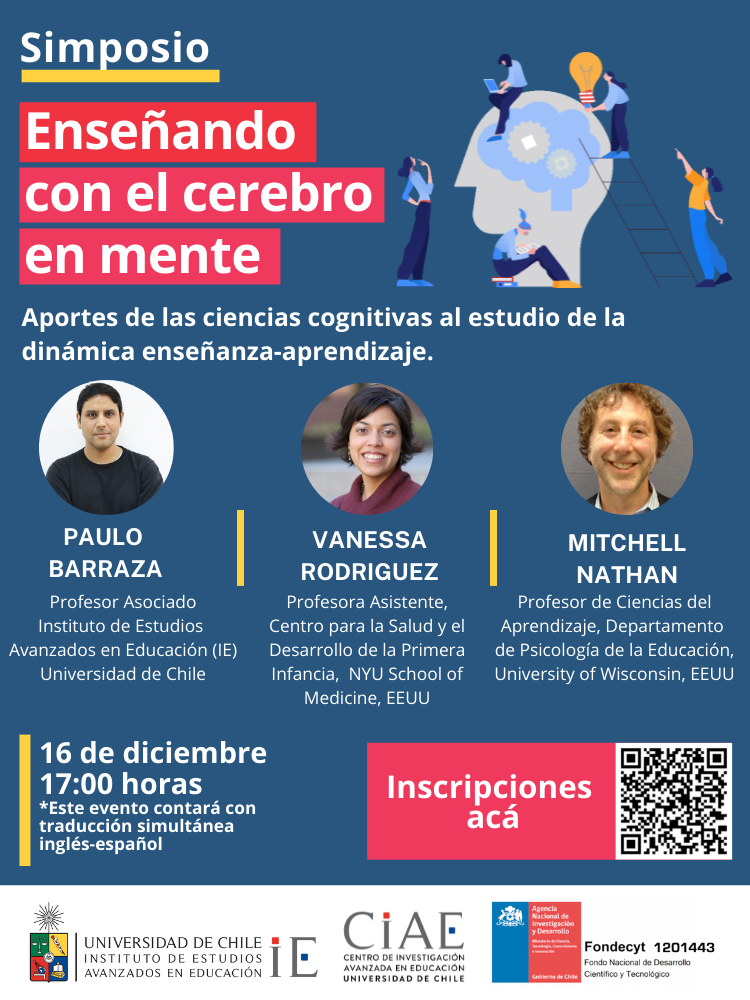 Simposio
Enseñando
con el cerebro
en mente
Aportes de las ciencias cognitivas al estudio de la
dinámica enseñanza-aprendizaje.
PAULO
BARRAZA
Profesor Asociado
Instituto de Estudios
Avanzados en Educación (IE)
Universidad de Chile
VANESSA
RODRIGUEZ
Profesora Asistente,
Centro para la Salud y el
Desarrollo de la Primera
Infancia, NYU School of
Medicine, EEUU
MITCHELL
NATHAN
Profesor de Ciencias del
Aprendizaje, Departamento
de Psicología de la Educación,
University of Wisconsin, EEUU
16 de diciembre
17:00 horas
*Este evento contará con
traducción simultánea
inglés-español
Inscripciones
acá
UNIVERSIDAD DE CHILE
INSTITUTO DE ESTUDIOS
AVANZADOS EN EDUCACIÓN
iE
CiAE
CENTRO DE INVESTIGACIÓN
AVANZADA EN EDUCACIÓN
UNIVERSIDAD DE CHILE
Agencia
Nacional de
Investigación
y Desarrollo
Ministerio de Ciencia,
Tecnología, Conocimiento
e Innovación
Gobierno de Chile
Fondecyt 1201443
Fondo Nacional de Desarrollo
Científico y Tecnológico